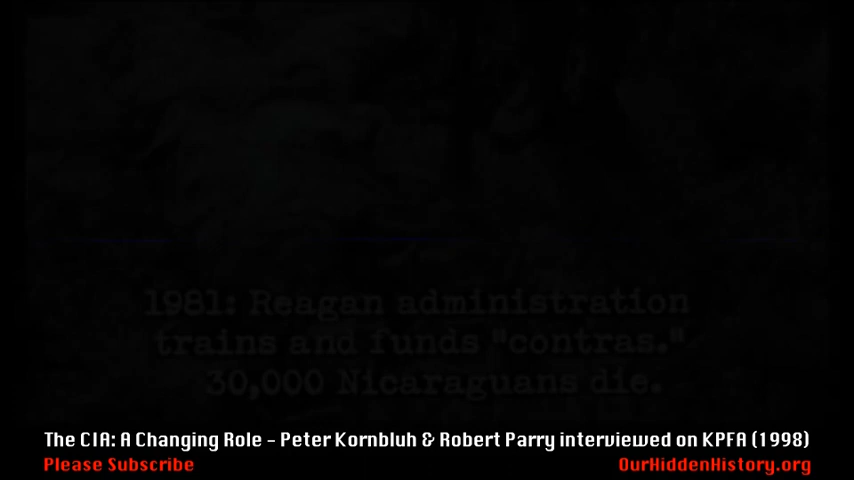 1981: Reagan administration
trains and funds "contras."
30,000 Nicaraguans die.
The CIA: A Changing Role - Peter Kornbluh & Robert Parry interviewed on KPFA (1998)
Please Subscribe
OurHiddenHistory.org